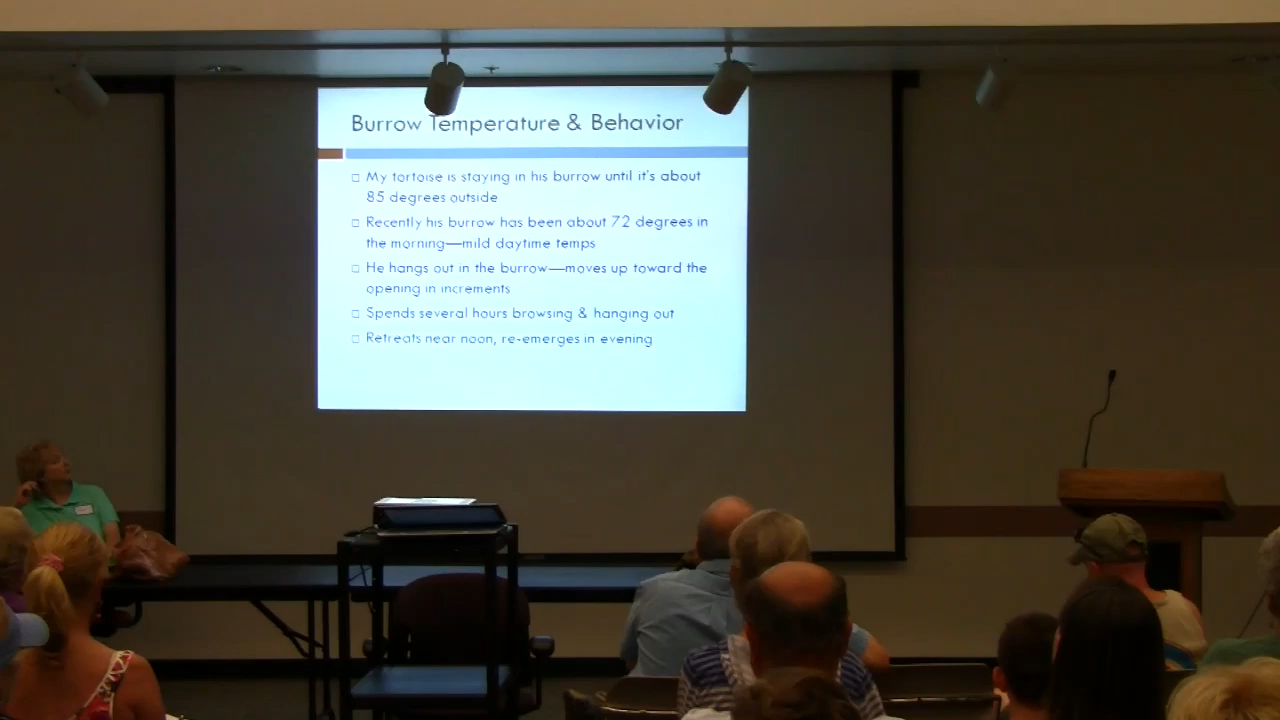 Burrow Temperature & Behavior
□ My tortoise is staying in his burrow until it's about
85 degrees outside
□ Recently his burrow has been about 72 degrees in
the morning—mild daytime temps
□ He hangs out in the burrow—moves up toward the
opening in increments
□ Spends several hours browsing & hanging out
□ Retreats near noon, re-emerges in evening